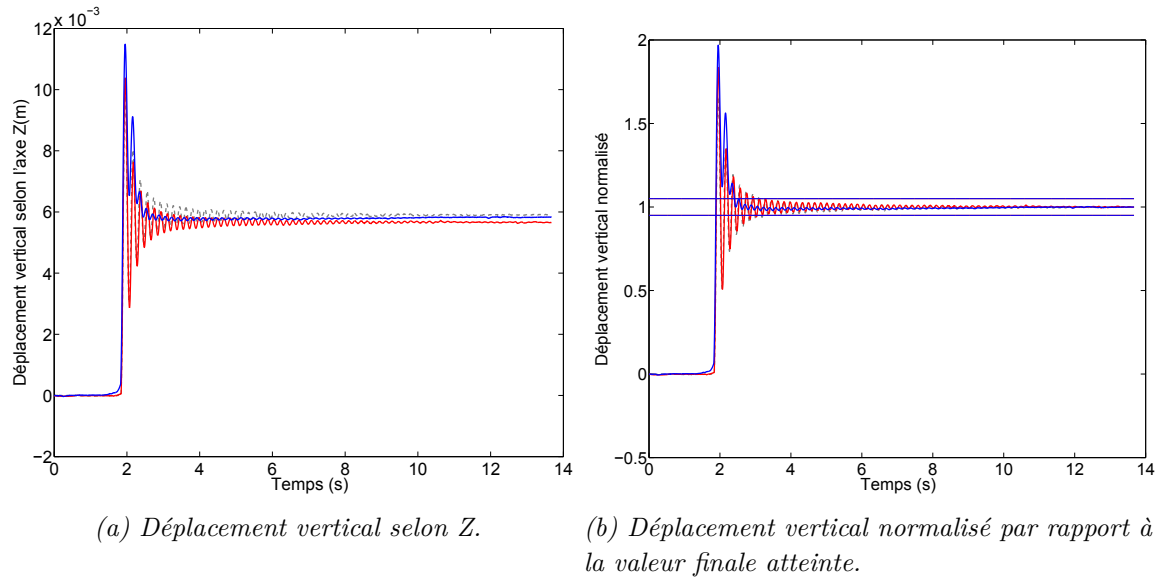 12 x 10⁻³
10
8
6
4
2
0
−2
0 2 4 6 8 10 12 14
Déplacement vertical selon l'axe Z(m)
Temps (s)
(a) Déplacement vertical selon Z.
2
1.5
1
0.5
0
−0.5
0 2 4 6 8 10 12 14
Déplacement vertical normalisé
Temps (s)
(b) Déplacement vertical normalisé par rapport à
la valeur finale atteinte.